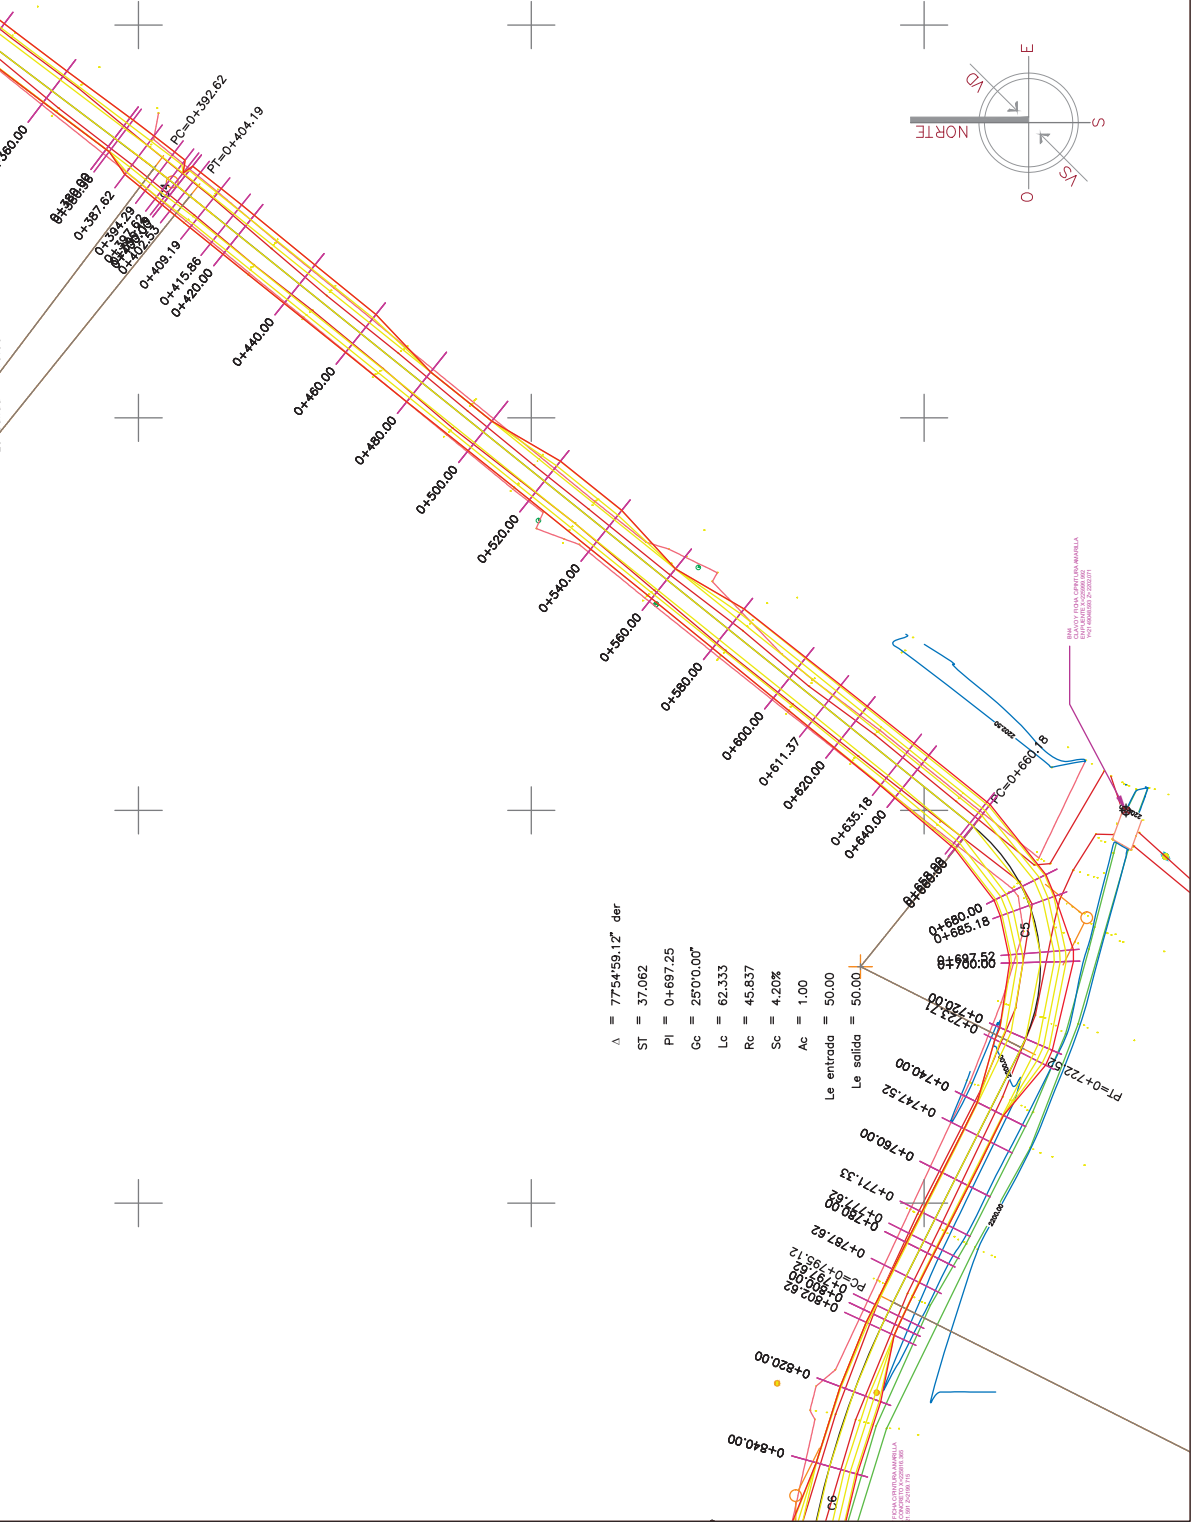 E
VD
NORTE
S
VS
O
PC=0+392.62
PT=0+404.19
360.00
0+387.62
0+394.29
0+402.53
0+409.19
0+415.86
0+420.00
0+440.00
0+460.00
0+480.00
0+500.00
0+520.00
0+540.00
0+560.00
0+580.00
0+600.00
0+611.37
0+620.00
0+635.18
0+640.00
PC=0+660.18
2202.50
0+680.00
0+685.18
C5
0+697.52
0+700.00
0+720.00
0+723.71
PT=0+722.52
0+740.00
0+747.52
0+760.00
0+771.33
0+777.62
0+780.00
0+787.62
PC=0+795.12
0+797.62
0+800.00
0+802.62
0+820.00
0+840.00
C6
2200.00
Δ = 77°54'59.12" der
ST = 37.062
PI = 0+697.25
Gc = 25°0'0.00"
Lc = 62.333
Rc = 45.837
Sc = 4.20%
Ac = 1.00
Le entrada = 50.00
Le salida = 50.00